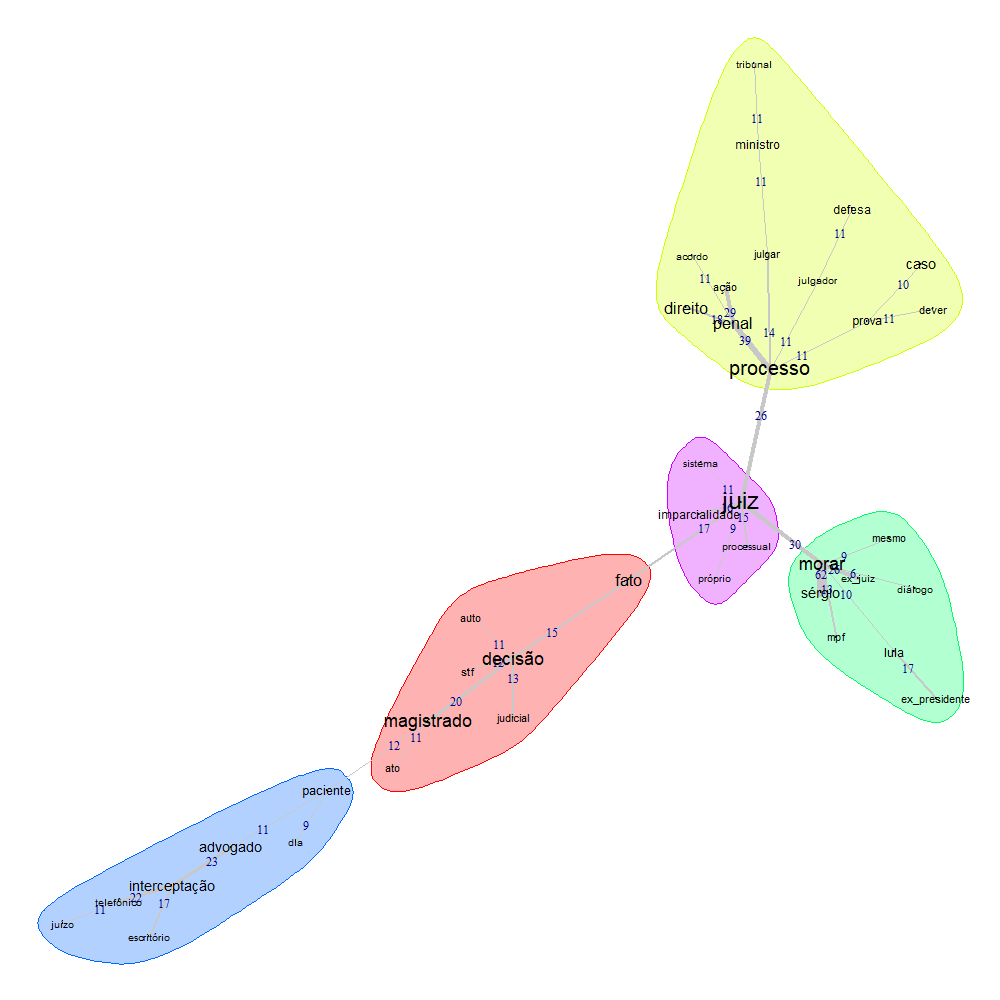 tribunal
11
ministro
11
defesa
11
julgar
acordo
caso
11
ação
julgador
10
direito
29
18
penal
prova
11
dever
39
14
11
11
processo
26
sistema
11
juiz
imparcialidade
15
17
9
processual
próprio
30
mesmo
9
morar
62
6
ex_juiz
sérgio
13
10
diálogo
mpf
lula
17
ex_presidente
fato
auto
15
11
decisão
12
stf
13
20
magistrado
judicial
11
12
ato
paciente
11
9
advogado
dia
23
interceptação
22
telefônico
17
11
juízo
escritório